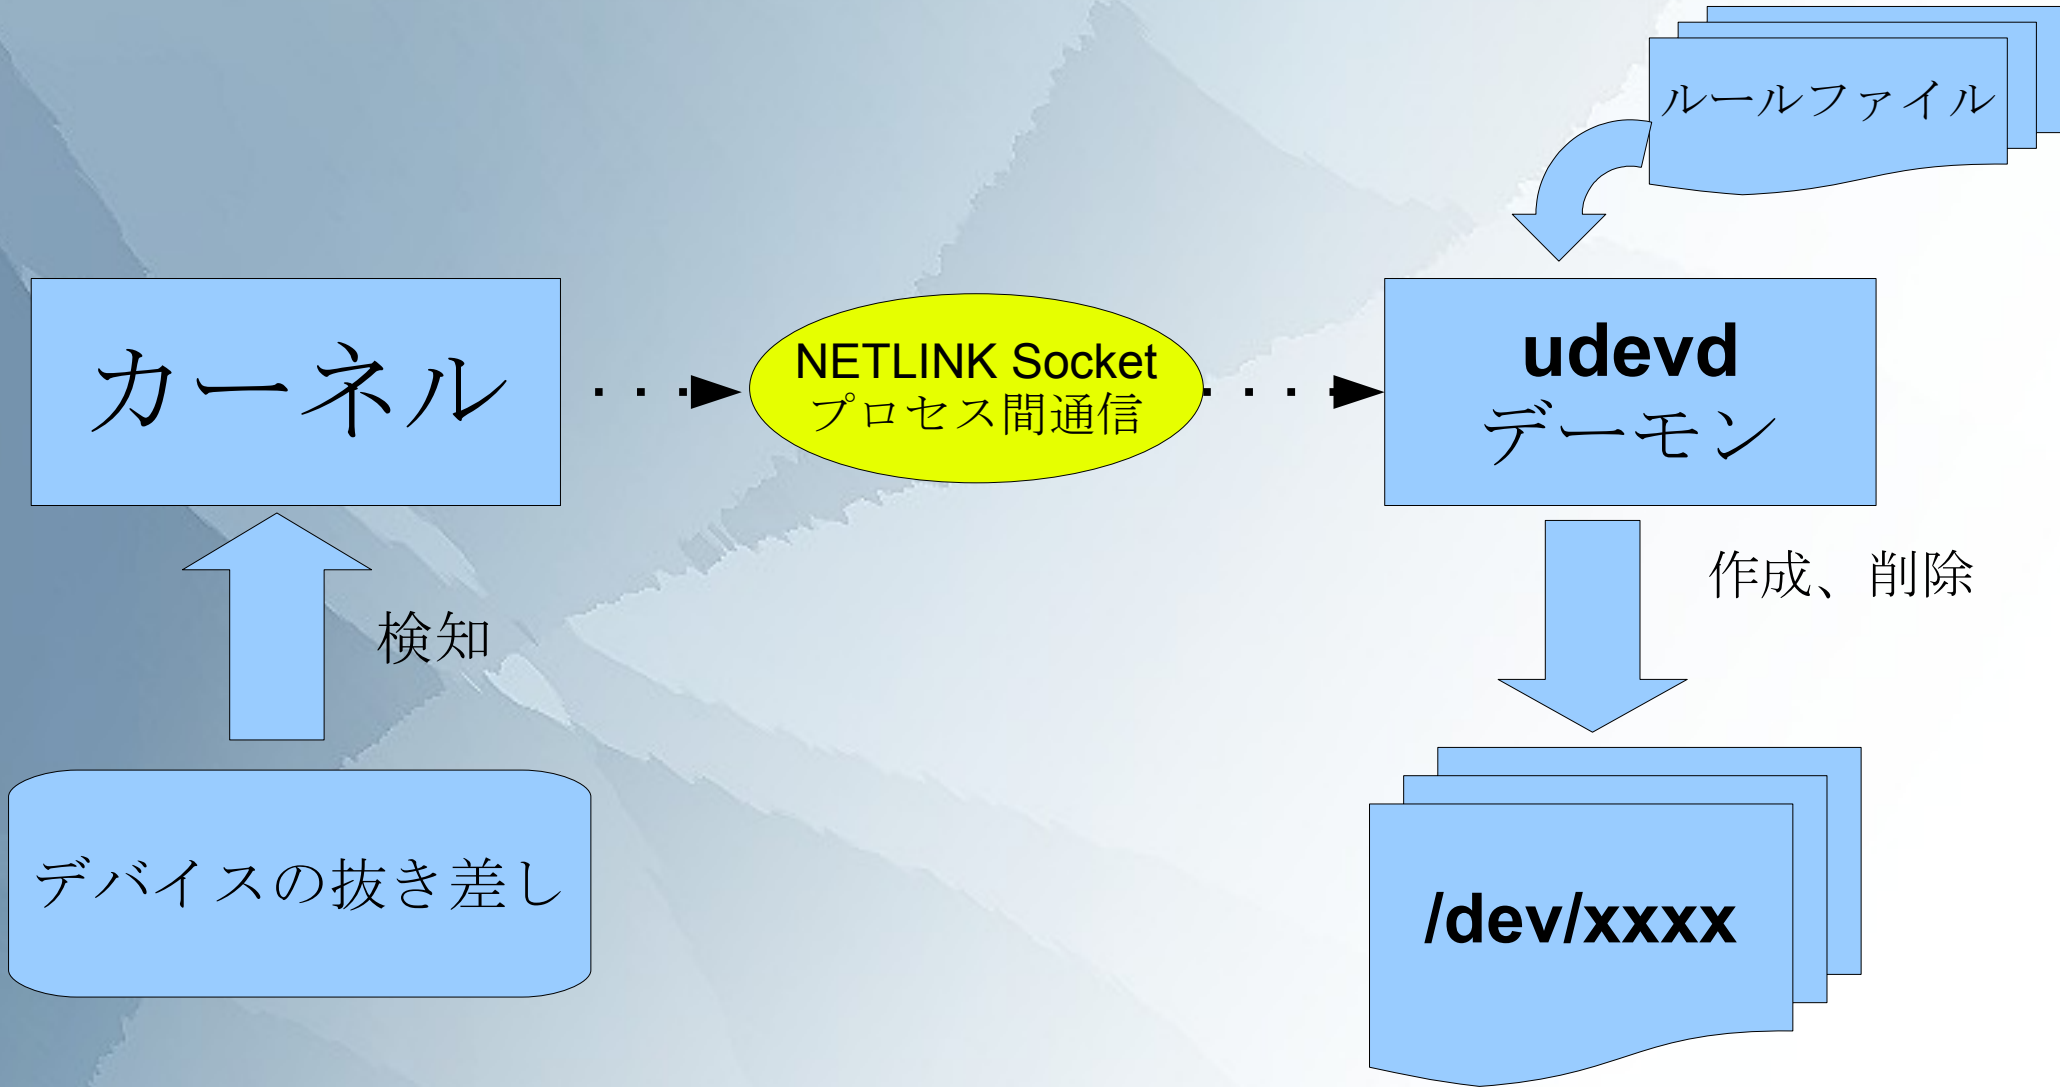 ルールファイル
カーネル
NETLINK Socket
プロセス間通信
udevd
デーモン
検知
作成、削除
デバイスの抜き差し
/dev/xxxx